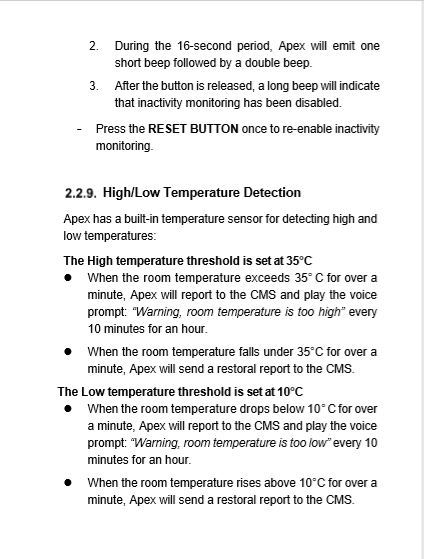 2. During the 16-second period, Apex will emit one
short beep followed by a double beep.
3. After the button is released, a long beep will indicate
that inactivity monitoring has been disabled.
- Press the RESET BUTTON once to re-enable inactivity
monitoring.
2.2.9. High/Low Temperature Detection
Apex has a built-in temperature sensor for detecting high and
low temperatures:
The High temperature threshold is set at 35°C
● When the room temperature exceeds 35° C for over a
minute, Apex will report to the CMS and play the voice
prompt: “Warning, room temperature is too high” every
10 minutes for an hour.
● When the room temperature falls under 35°C for over a
minute, Apex will send a restoral report to the CMS.
The Low temperature threshold is set at 10°C
● When the room temperature drops below 10° C for over
a minute, Apex will report to the CMS and play the voice
prompt: “Warning, room temperature is too low” every 10
minutes for an hour.
● When the room temperature rises above 10°C for over a
minute, Apex will send a restoral report to the CMS.